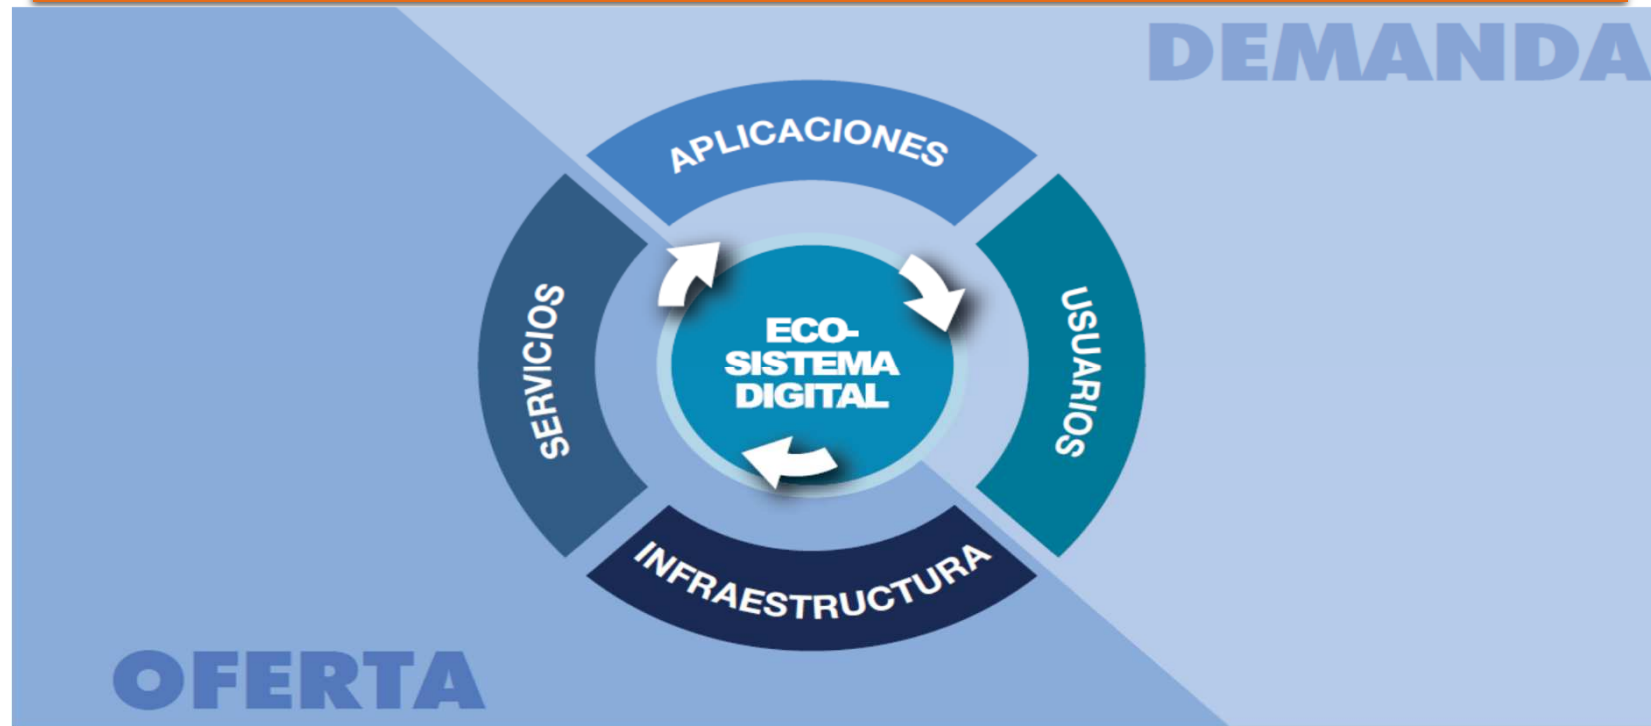 DEMANDA
APLICACIONES
SERVICIOS
ECO-
SISTEMA
DIGITAL
USUARIOS
INFRAESTRUCTURA
OFERTA